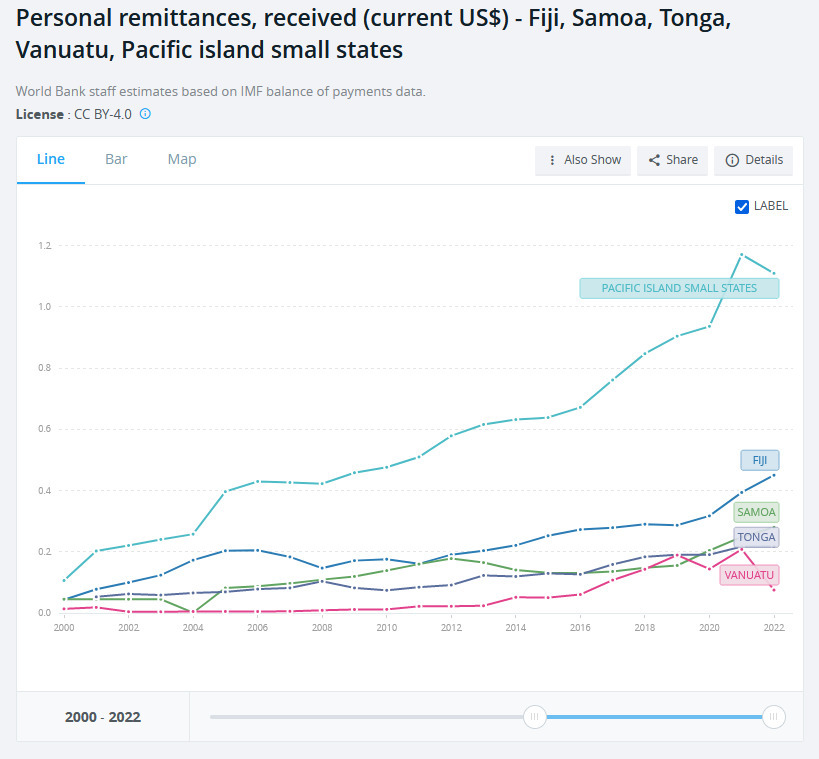 Personal remittances, received (current US$) - Fiji, Samoa, Tonga,
Vanuatu, Pacific island small states
World Bank staff estimates based on IMF balance of payments data.
License : CC BY-4.0
Line Bar Map Also Show Share Details
LABEL
1.2
PACIFIC ISLAND SMALL STATES
1.0
0.8
0.6
FIJI
0.4
SAMOA
TONGA
0.2
VANUATU
0.0
2000 2002 2004 2006 2008 2010 2012 2014 2016 2018 2020 2022
2000 - 2022